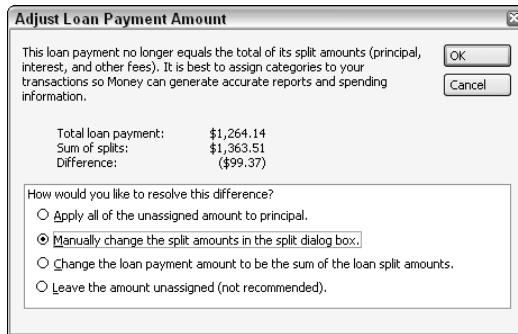 Adjust Loan Payment Amount
This loan payment no longer equals the total of its split amounts (principal,
interest, and other fees). It is best to assign categories to your
transactions so Money can generate accurate reports and spending
information.
OK
Cancel
Total loan payment: $1,264.14
Sum of splits: $1,363.51
Difference: ($99.37)
How would you like to resolve this difference?
Apply all of the unassigned amount to principal.
Manually change the split amounts in the split dialog box.
Change the loan payment amount to be the sum of the loan split amounts.
Leave the amount unassigned (not recommended).